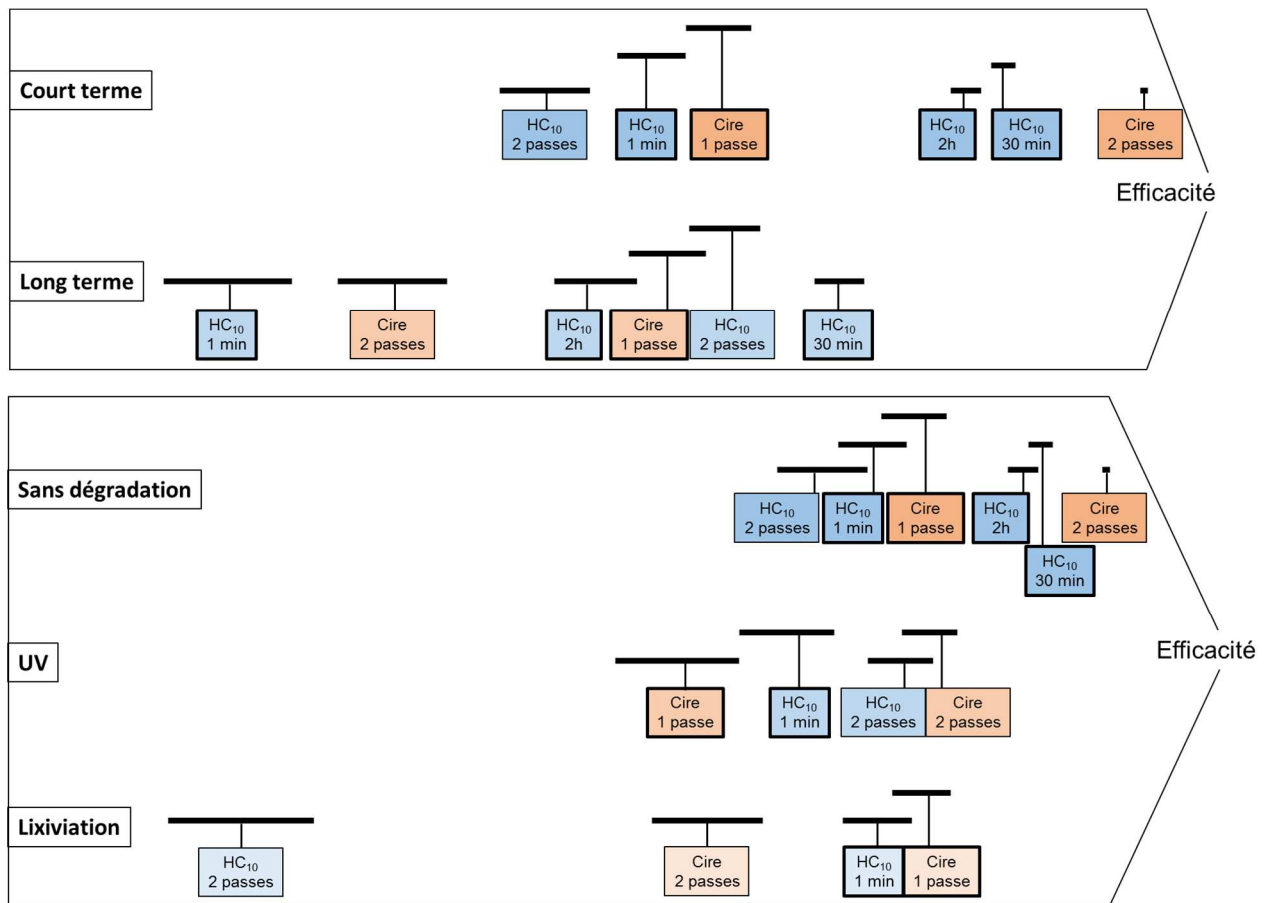 Court terme
HC₁₀
2 passes
HC₁₀
1 min
Cire
1 passe
HC₁₀
2h
HC₁₀
30 min
Cire
2 passes
Efficacité
Long terme
HC₁₀
1 min
Cire
2 passes
HC₁₀
2h
Cire
1 passe
HC₁₀
2 passes
HC₁₀
30 min
Sans dégradation
HC₁₀
2 passes
HC₁₀
1 min
Cire
1 passe
HC₁₀
2h
Cire
2 passes
HC₁₀
30 min
UV
Cire
1 passe
HC₁₀
1 min
HC₁₀
2 passes
Cire
2 passes
Efficacité
Lixiviation
HC₁₀
2 passes
Cire
2 passes
HC₁₀
1 min
Cire
1 passe